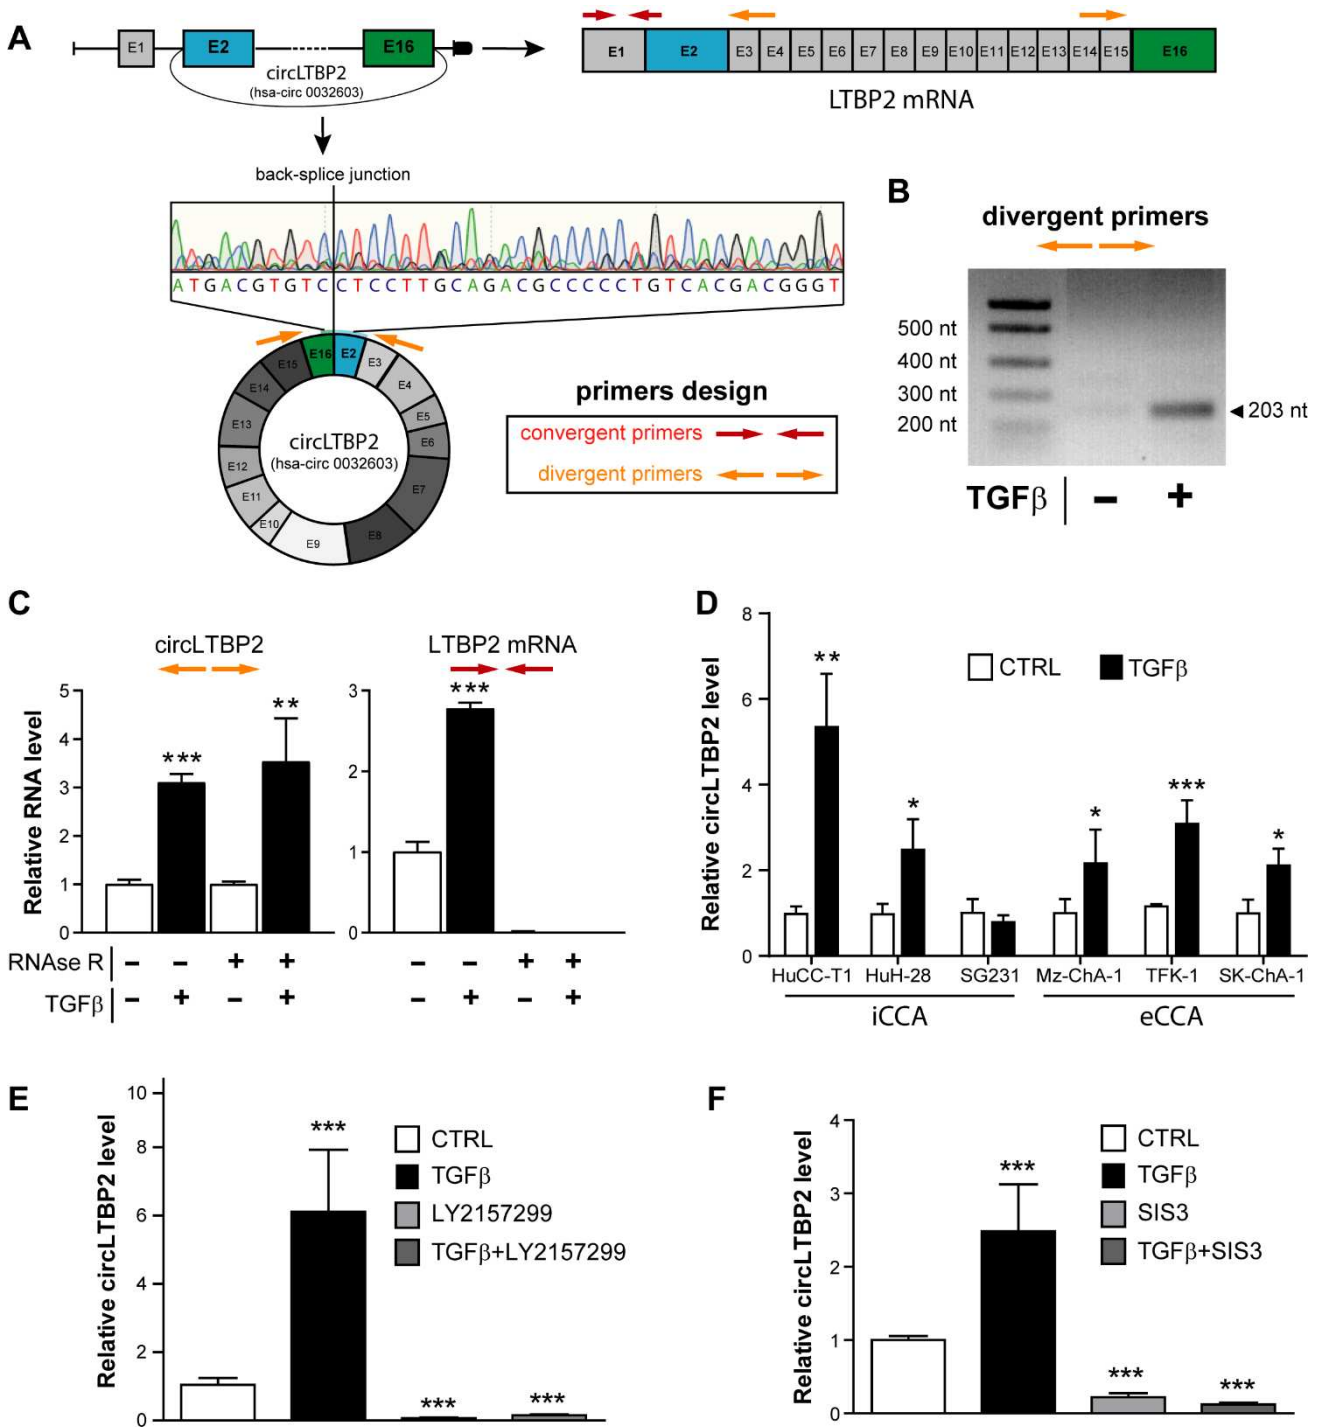 A
E1
E2
E16
circLTBP2
(hsa-circ 0032603)
E1 E2 E3 E4 E5 E6 E7 E8 E9 E10 E11 E12 E13 E14 E15 E16
LTBP2 mRNA
back-splice junction
ATGACGTGTCCTCCTTGCAGACGCCCCCTGTCACGACGGGT
E16 E2 E3 E4 E5 E6 E7 E8 E9 E10 E11 E12 E13 E14 E15
circLTBP2
(hsa-circ 0032603)
primers design
convergent primers
divergent primers
B
divergent primers
500 nt
400 nt
300 nt
200 nt
203 nt
TGFβ - +
C
circLTBP2
LTBP2 mRNA
Relative RNA level
5
4
3
2
1
0
*** **
3
2
1
0
***
RNAse R - - + + - - + +
TGFβ - + - + - + - +
D
Relative circLTBP2 level
8
6
4
2
0
CTRL
TGFβ
** * * *** *
HuCC-T1 HuH-28 SG231 Mz-ChA-1 TFK-1 SK-ChA-1
iCCA eCCA
E
Relative circLTBP2 level
10
8
6
4
2
0
*** *** ***
CTRL
TGFβ
LY2157299
TGFβ+LY2157299
F
Relative circLTBP2 level
4
3
2
1
0
*** *** ***
CTRL
TGFβ
SIS3
TGFβ+SIS3